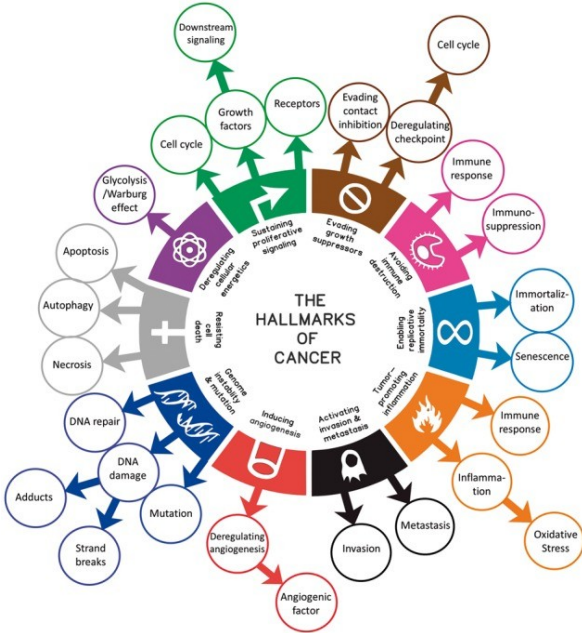 Downstream
signaling
Cell cycle
Growth
factors
Receptors
Evading
contact
inhibition
Deregulating
checkpoint
Cell cycle
Glycolysis
/Warburg
effect
Immune
response
Immuno-
suppression
Apoptosis
Autophagy
Necrosis
Immortaliz-
ation
Senescence
Sustaining
proliferative
signaling
Evading
growth
suppressors
Avoiding
immune
destruction
Enabling
replicative
immortality
Tumor-
promoting
inflammation
Activating
invasion &
metastasis
Inducing
angiogenesis
Genome
instability
& mutation
Resisting
cell
death
Deregulating
cellular
energetics
THE
HALLMARKS
OF
CANCER
DNA repair
DNA
damage
Adducts
Strand
breaks
Mutation
Deregulating
angiogenesis
Angiogenic
factor
Invasion
Metastasis
Immune
response
Inflamma-
tion
Oxidative
Stress